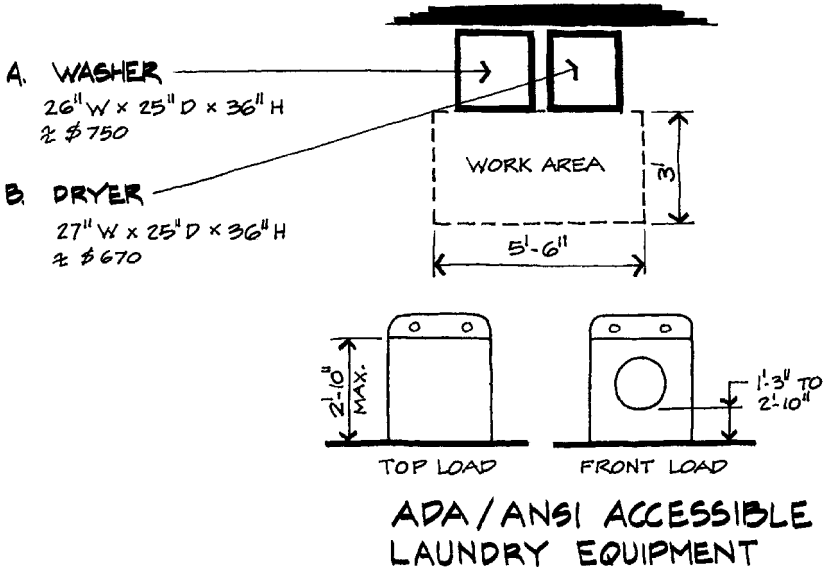 A. WASHER
26" W x 25" D x 36" H
≈ $750
B. DRYER
27" W x 25" D x 36" H
≈ $670
WORK AREA
3'
5'-6"
2'-10"
MAX.
1'-3" TO
2'-10"
TOP LOAD
FRONT LOAD
ADA/ANSI ACCESSIBLE
LAUNDRY EQUIPMENT